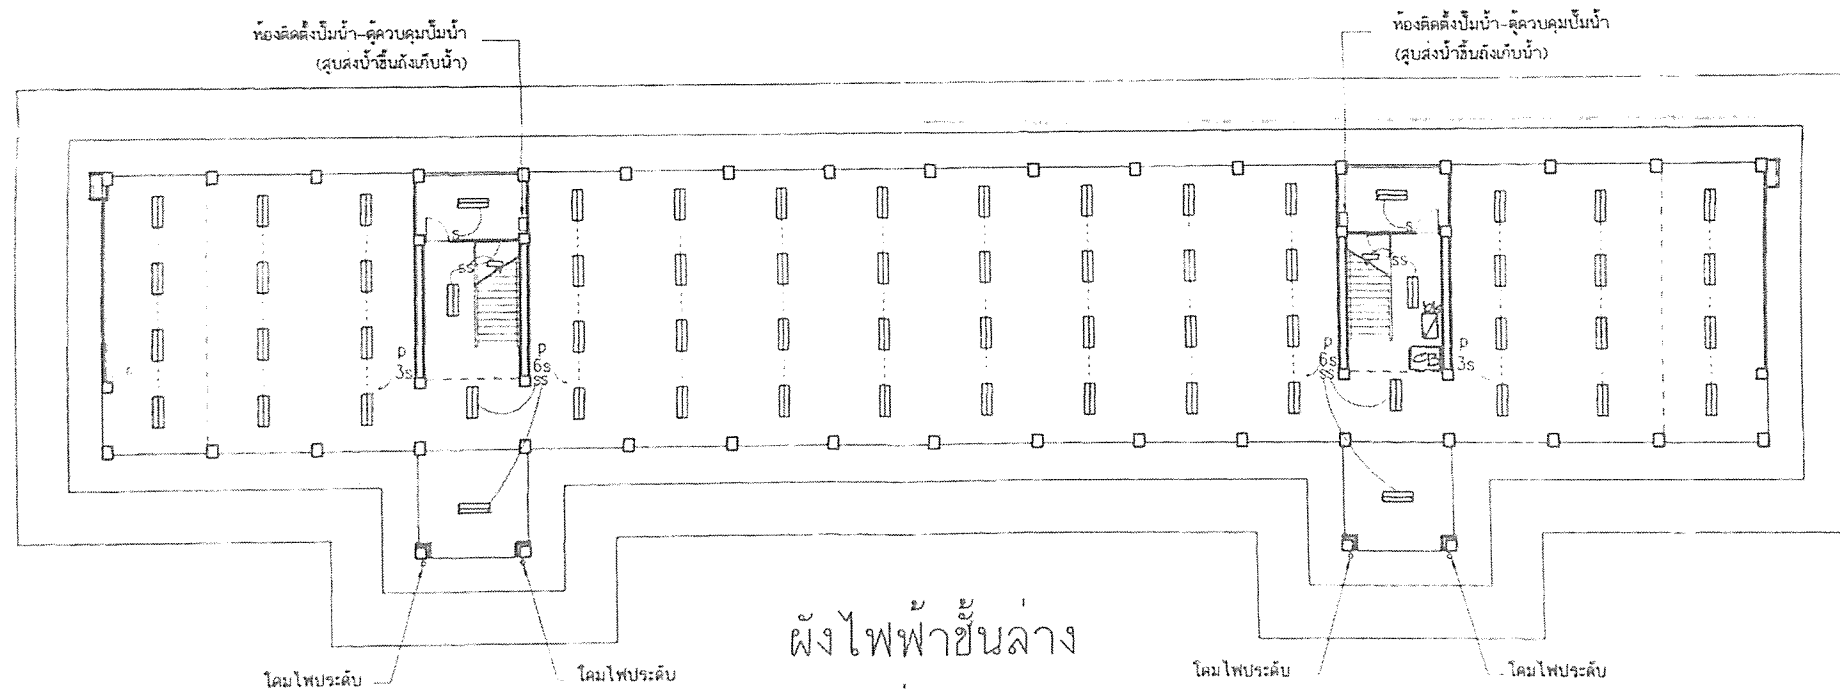 ห้องติดตั้งปั๊มน้ำ-ตู้ควบคุมปั๊มน้ำ
(สูบส่งน้ำขึ้นถังเก็บน้ำ)
ห้องติดตั้งปั๊มน้ำ-ตู้ควบคุมปั๊มน้ำ
(สูบส่งน้ำขึ้นถังเก็บน้ำ)
s
s
ss
ss
P
3s
P
6s
ss
P
6s
ss
CB
P
3s
ผังไฟฟ้าชั้นล่าง
โคมไฟประดับ
โคมไฟประดับ
โคมไฟประดับ
โคมไฟประดับ